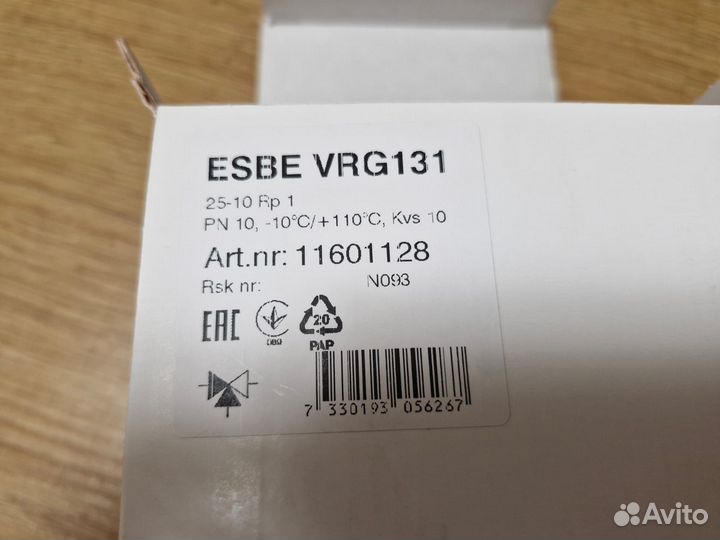 ESBE VRG131
25-10 Rp 1
PN 10, -10°C/+110°C, Kvs 10
Art.nr: 11601128
Rsk nr: N093
EAC
089
20
PAP
7 330193 056267
Avito